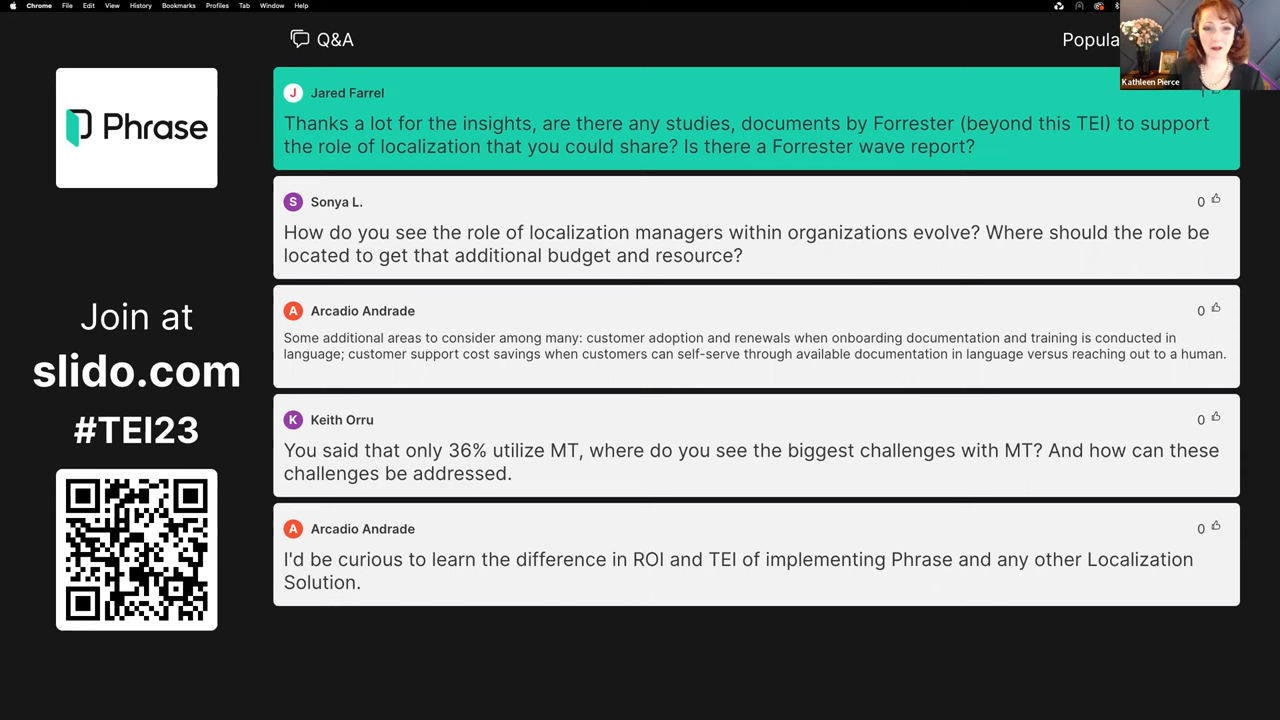 Chrome File Edit View History Bookmarks Profiles Tab Window Help
Q&A
Popula
Kathleen Pierce
Phrase
Join at
slido.com
#TEI23
J Jared Farrel
Thanks a lot for the insights, are there any studies, documents by Forrester (beyond this TEI) to support
the role of localization that you could share? Is there a Forrester wave report?
S Sonya L. 0
How do you see the role of localization managers within organizations evolve? Where should the role be
located to get that additional budget and resource?
A Arcadio Andrade 0
Some additional areas to consider among many: customer adoption and renewals when onboarding documentation and training is conducted in
language; customer support cost savings when customers can self-serve through available documentation in language versus reaching out to a human.
K Keith Orru 0
You said that only 36% utilize MT, where do you see the biggest challenges with MT? And how can these
challenges be addressed.
A Arcadio Andrade 0
I'd be curious to learn the difference in ROI and TEI of implementing Phrase and any other Localization
Solution.